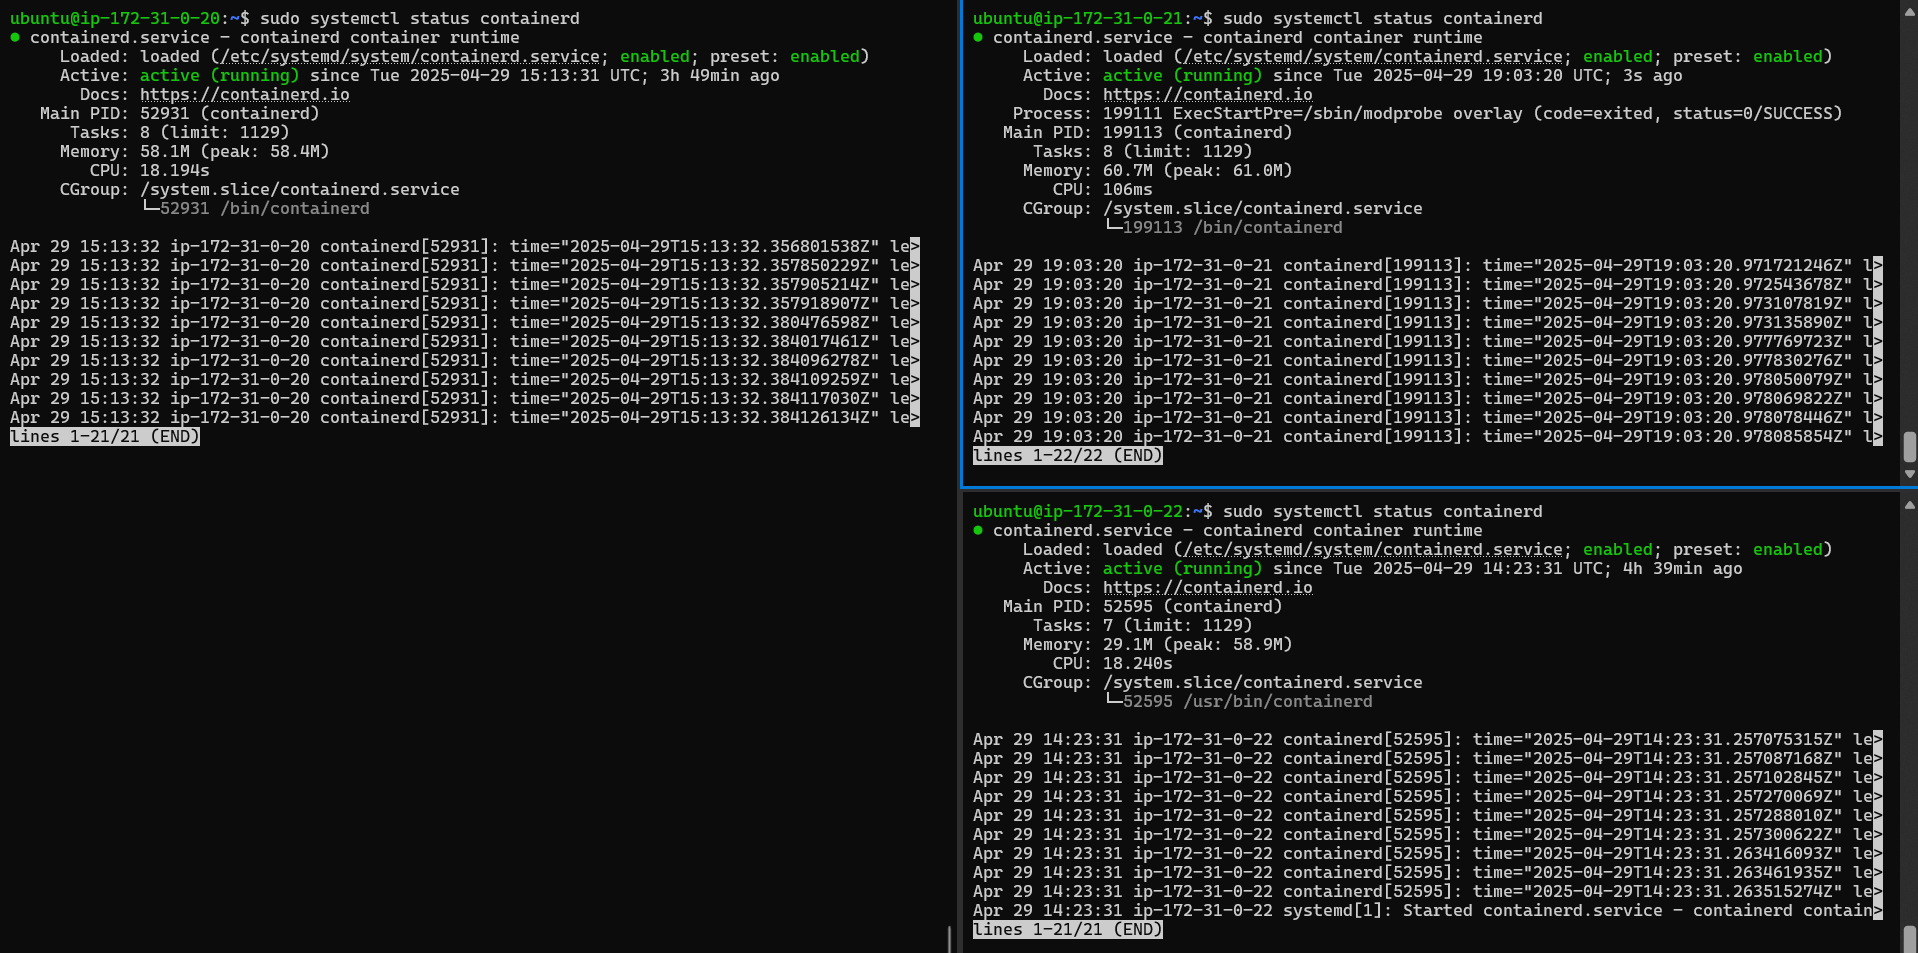 ubuntu@ip-172-31-0-20:~$ sudo systemctl status containerd
● containerd.service - containerd container runtime
Loaded: loaded (/etc/systemd/system/containerd.service; enabled; preset: enabled)
Active: active (running) since Tue 2025-04-29 15:13:31 UTC; 3h 49min ago
Docs: https://containerd.io
Main PID: 52931 (containerd)
Tasks: 8 (limit: 1129)
Memory: 58.1M (peak: 58.4M)
CPU: 18.194s
CGroup: /system.slice/containerd.service
└─52931 /bin/containerd
Apr 29 15:13:32 ip-172-31-0-20 containerd[52931]: time="2025-04-29T15:13:32.356801538Z" le>
Apr 29 15:13:32 ip-172-31-0-20 containerd[52931]: time="2025-04-29T15:13:32.357850229Z" le>
Apr 29 15:13:32 ip-172-31-0-20 containerd[52931]: time="2025-04-29T15:13:32.357905214Z" le>
Apr 29 15:13:32 ip-172-31-0-20 containerd[52931]: time="2025-04-29T15:13:32.357918907Z" le>
Apr 29 15:13:32 ip-172-31-0-20 containerd[52931]: time="2025-04-29T15:13:32.380476598Z" le>
Apr 29 15:13:32 ip-172-31-0-20 containerd[52931]: time="2025-04-29T15:13:32.384017461Z" le>
Apr 29 15:13:32 ip-172-31-0-20 containerd[52931]: time="2025-04-29T15:13:32.384096278Z" le>
Apr 29 15:13:32 ip-172-31-0-20 containerd[52931]: time="2025-04-29T15:13:32.384109259Z" le>
Apr 29 15:13:32 ip-172-31-0-20 containerd[52931]: time="2025-04-29T15:13:32.384117030Z" le>
Apr 29 15:13:32 ip-172-31-0-20 containerd[52931]: time="2025-04-29T15:13:32.384126134Z" le>
lines 1-21/21 (END)
ubuntu@ip-172-31-0-21:~$ sudo systemctl status containerd
● containerd.service - containerd container runtime
Loaded: loaded (/etc/systemd/system/containerd.service; enabled; preset: enabled)
Active: active (running) since Tue 2025-04-29 19:03:20 UTC; 3s ago
Docs: https://containerd.io
Process: 199111 ExecStartPre=/sbin/modprobe overlay (code=exited, status=0/SUCCESS)
Main PID: 199113 (containerd)
Tasks: 8 (limit: 1129)
Memory: 60.7M (peak: 61.0M)
CPU: 106ms
CGroup: /system.slice/containerd.service
└─199113 /bin/containerd
Apr 29 19:03:20 ip-172-31-0-21 containerd[199113]: time="2025-04-29T19:03:20.971721246Z" l>
Apr 29 19:03:20 ip-172-31-0-21 containerd[199113]: time="2025-04-29T19:03:20.972543678Z" l>
Apr 29 19:03:20 ip-172-31-0-21 containerd[199113]: time="2025-04-29T19:03:20.973107819Z" l>
Apr 29 19:03:20 ip-172-31-0-21 containerd[199113]: time="2025-04-29T19:03:20.973135890Z" l>
Apr 29 19:03:20 ip-172-31-0-21 containerd[199113]: time="2025-04-29T19:03:20.977769723Z" l>
Apr 29 19:03:20 ip-172-31-0-21 containerd[199113]: time="2025-04-29T19:03:20.977830276Z" l>
Apr 29 19:03:20 ip-172-31-0-21 containerd[199113]: time="2025-04-29T19:03:20.978050079Z" l>
Apr 29 19:03:20 ip-172-31-0-21 containerd[199113]: time="2025-04-29T19:03:20.978069822Z" l>
Apr 29 19:03:20 ip-172-31-0-21 containerd[199113]: time="2025-04-29T19:03:20.978078446Z" l>
Apr 29 19:03:20 ip-172-31-0-21 containerd[199113]: time="2025-04-29T19:03:20.978085854Z" l>
lines 1-22/22 (END)
ubuntu@ip-172-31-0-22:~$ sudo systemctl status containerd
● containerd.service - containerd container runtime
Loaded: loaded (/etc/systemd/system/containerd.service; enabled; preset: enabled)
Active: active (running) since Tue 2025-04-29 14:23:31 UTC; 4h 39min ago
Docs: https://containerd.io
Main PID: 52595 (containerd)
Tasks: 7 (limit: 1129)
Memory: 29.1M (peak: 58.9M)
CPU: 18.240s
CGroup: /system.slice/containerd.service
└─52595 /usr/bin/containerd
Apr 29 14:23:31 ip-172-31-0-22 containerd[52595]: time="2025-04-29T14:23:31.257075315Z" le>
Apr 29 14:23:31 ip-172-31-0-22 containerd[52595]: time="2025-04-29T14:23:31.257087168Z" le>
Apr 29 14:23:31 ip-172-31-0-22 containerd[52595]: time="2025-04-29T14:23:31.257102845Z" le>
Apr 29 14:23:31 ip-172-31-0-22 containerd[52595]: time="2025-04-29T14:23:31.257270069Z" le>
Apr 29 14:23:31 ip-172-31-0-22 containerd[52595]: time="2025-04-29T14:23:31.257288010Z" le>
Apr 29 14:23:31 ip-172-31-0-22 containerd[52595]: time="2025-04-29T14:23:31.257300622Z" le>
Apr 29 14:23:31 ip-172-31-0-22 containerd[52595]: time="2025-04-29T14:23:31.263416093Z" le>
Apr 29 14:23:31 ip-172-31-0-22 containerd[52595]: time="2025-04-29T14:23:31.263461935Z" le>
Apr 29 14:23:31 ip-172-31-0-22 containerd[52595]: time="2025-04-29T14:23:31.263515274Z" le>
Apr 29 14:23:31 ip-172-31-0-22 systemd[1]: Started containerd.service - containerd contain>
lines 1-21/21 (END)